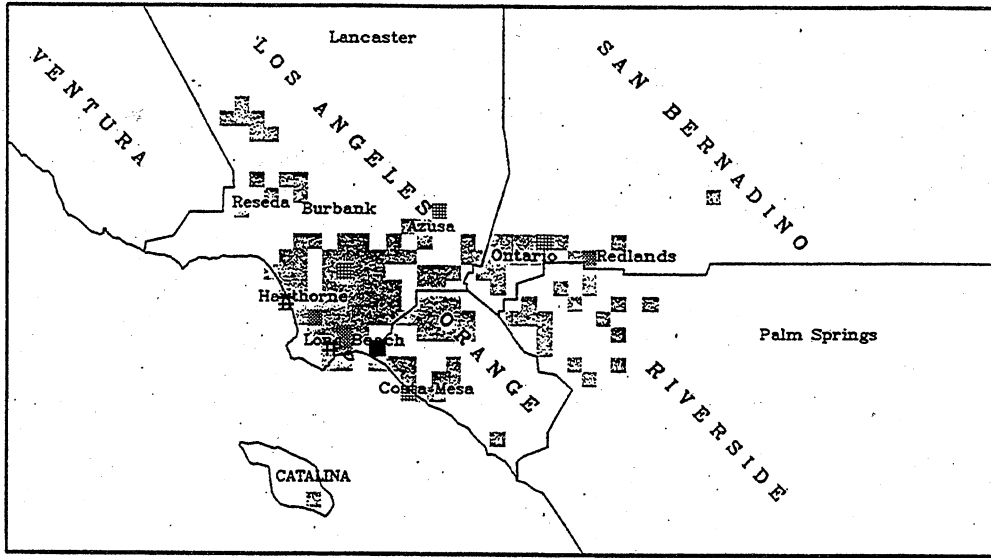 Lancaster
VENTURA
LOS ANGELES
SAN BERNADINO
Reseda
Burbank
Azusa
Ontario
Redlands
Hawthorne
Long Beach
ORANGE
Palm Springs
Costa Mesa
RIVERSIDE
CATALINA